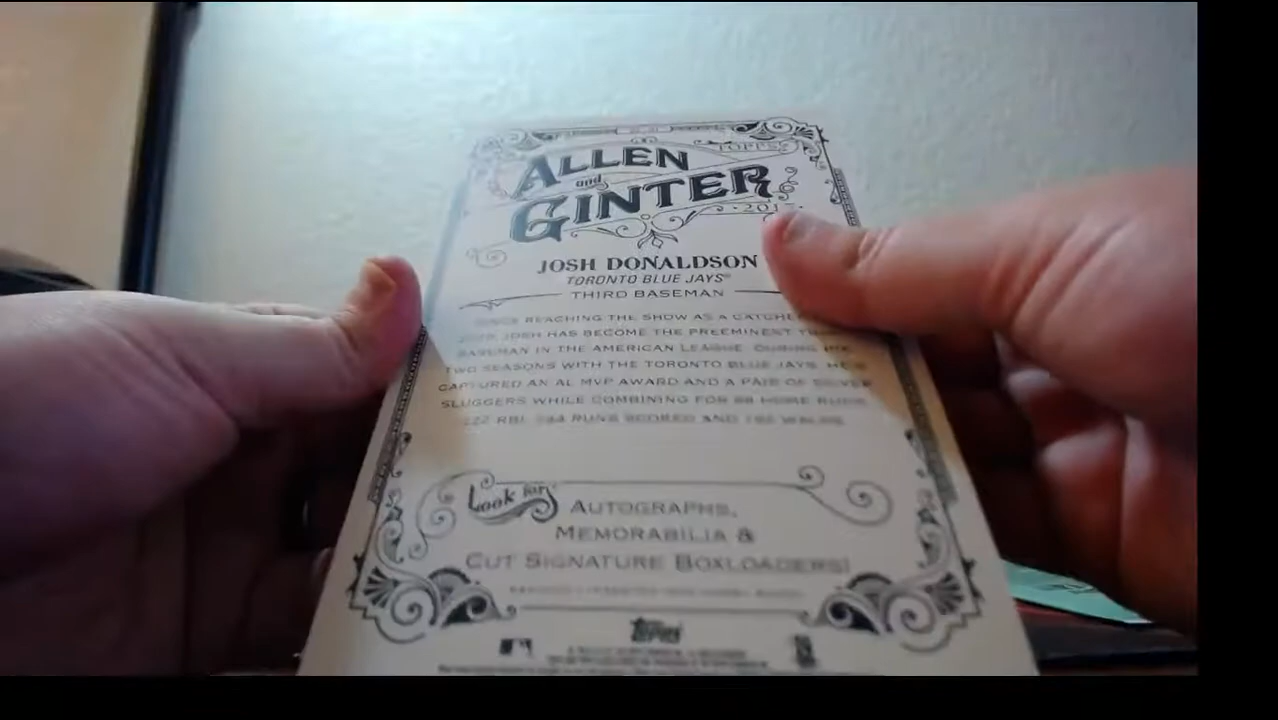 TOPPS
ALLEN
and
GINTER
201
JOSH DONALDSON
TORONTO BLUE JAYS®
THIRD BASEMAN
SINCE REACHING THE SHOW AS A CATCHER
JOSH HAS BECOME THE PREEMINENT
BASEMAN IN THE AMERICAN LEAGUE. DURING HIS
TWO SEASONS WITH THE TORONTO BLUE JAYS, HE'S
CAPTURED AN AL MVP AWARD AND A PAIR OF SILVER
SLUGGERS WHILE COMBINING FOR HOME RUNS,
RBI, RUNS SCORED AND WALKS.
Look for
AUTOGRAPHS,
MEMORABILIA &
CUT SIGNATURE BOXLOADERS!
TOPPS